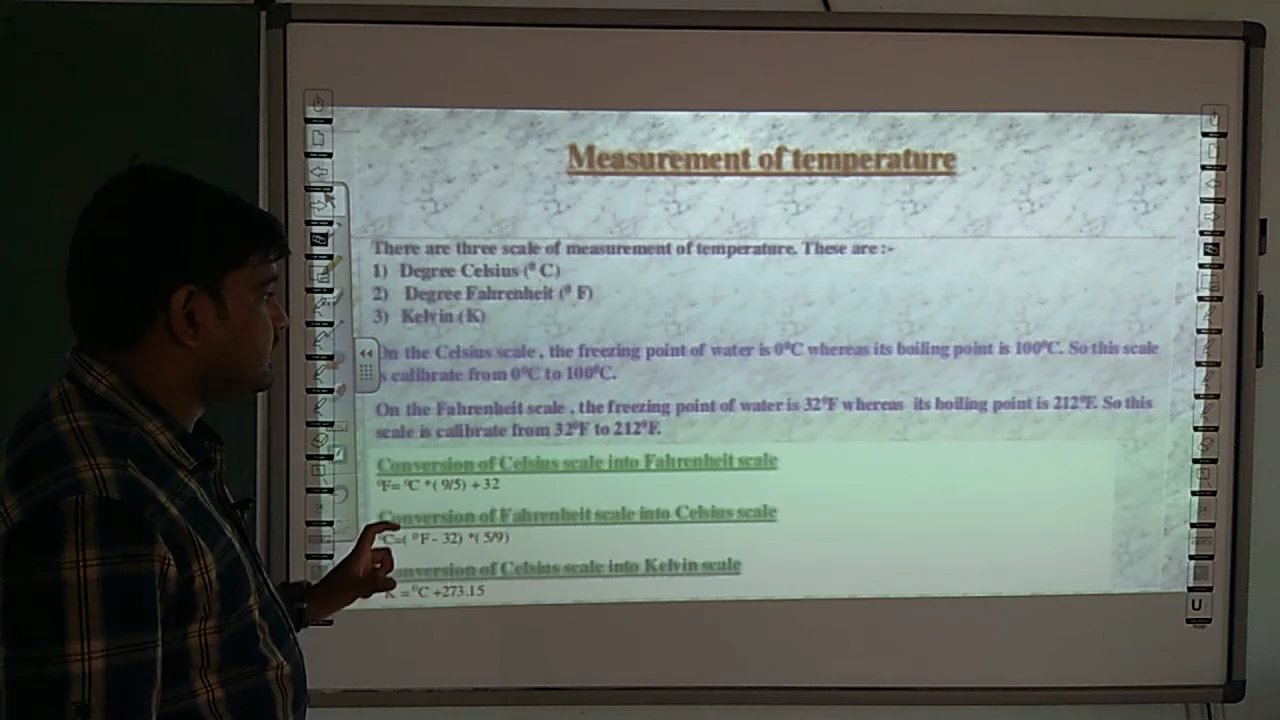 Measurement of temperature
There are three scale of measurement of temperature. These are :-
1) Degree Celsius (⁰ C)
2) Degree Fahrenheit (⁰ F)
3) Kelvin (K)
On the Celsius scale , the freezing point of water is 0⁰C whereas its boiling point is 100⁰C. So this scale
s calibrate from 0⁰C to 100⁰C.
On the Fahrenheit scale , the freezing point of water is 32⁰F whereas its boiling point is 212⁰F. So this
scale is calibrate from 32⁰F to 212⁰F.
Conversion of Celsius scale into Fahrenheit scale
⁰F= ⁰C *( 9/5) + 32
Conversion of Fahrenheit scale into Celsius scale
⁰C=( ⁰F - 32) *( 5/9)
onversion of Celsius scale into Kelvin scale
K = ⁰C +273.15
U